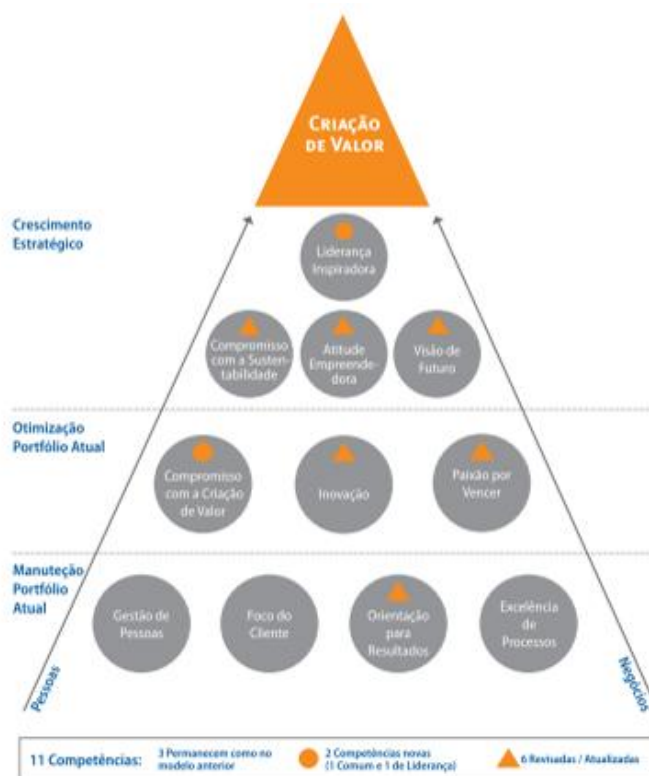 CRIAÇÃO
DE VALOR
Crescimento
Estratégico
Liderança
Inspiradora
Compromisso
com a Susten-
tabilidade
Atitude
Empreende-
dora
Visão de
Futuro
Otimização
Portfólio Atual
Compromisso
com a Criação
de Valor
Inovação
Paixão por
Vencer
Manuteção
Portfólio
Atual
Gestão de
Pessoas
Foco do
Cliente
Orientação
para
Resultados
Excelência
de
Processos
Pessoas
Negócios
11 Competências:
3 Permanecem como no
modelo anterior
2 Competências novas
(1 Comum e 1 de Liderança)
6 Revisadas / Atualizadas